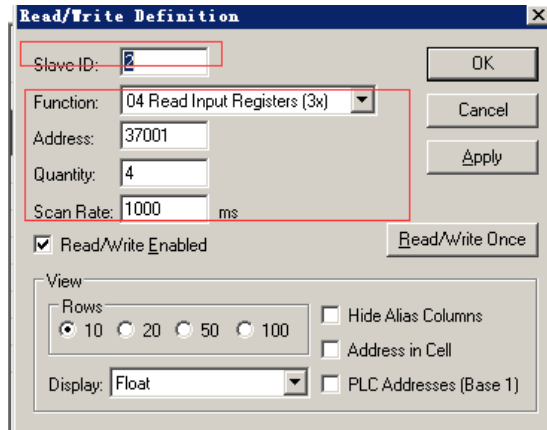 Read/Write Definition
Slave ID: 2
OK
Function: 04 Read Input Registers (3x)
Cancel
Address: 37001
Apply
Quantity: 4
Scan Rate: 1000 ms
Read/Write Enabled
Read/Write Once
View
Rows
10 20 50 100
Hide Alias Columns
Address in Cell
Display: Float
PLC Addresses (Base 1)